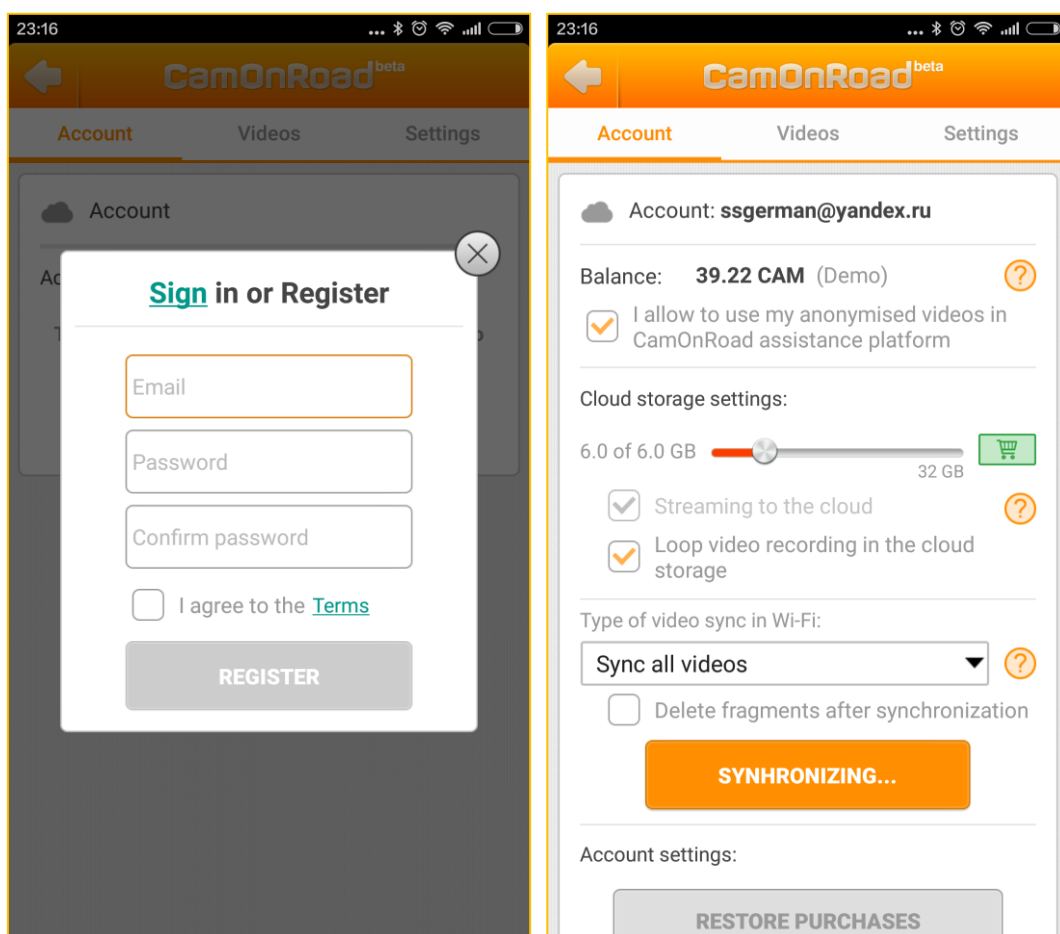 23:16
CamOnRoad beta
Account Videos Settings
Account
Sign in or Register
Email
Password
Confirm password
I agree to the Terms
REGISTER
23:16
CamOnRoad beta
Account Videos Settings
Account: ssgerman@yandex.ru
Balance: 39.22 CAM (Demo) ?
I allow to use my anonymised videos in
CamOnRoad assistance platform
Cloud storage settings:
6.0 of 6.0 GB
32 GB
Streaming to the cloud ?
Loop video recording in the cloud
storage
Type of video sync in Wi-Fi:
Sync all videos ?
Delete fragments after synchronization
SYNHRONIZING...
Account settings:
RESTORE PURCHASES